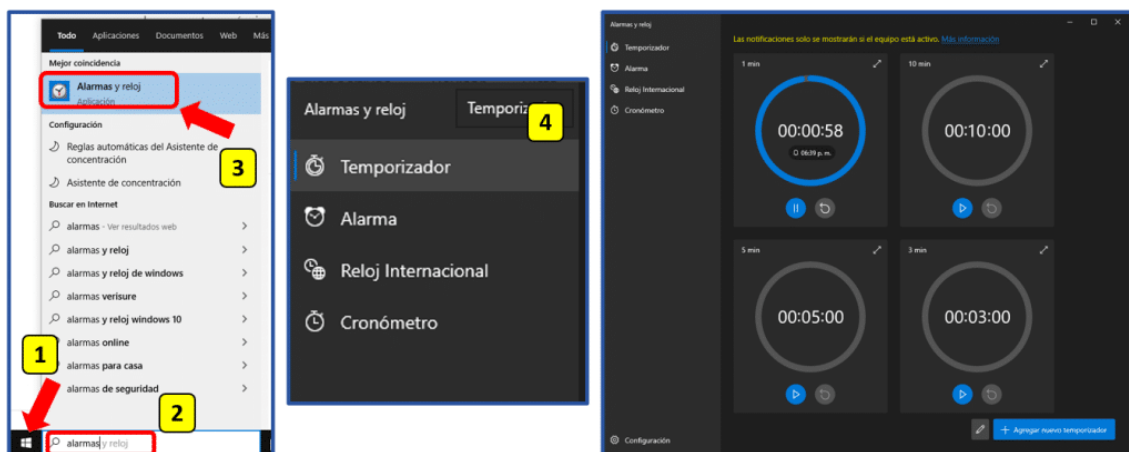 Todo Aplicaciones Documentos Web Más
Mejor coincidencia
Alarmas y reloj
Aplicación
Configuración
Reglas automáticas del Asistente de
concentración
3
Asistente de concentración
Buscar en Internet
alarmas - Ver resultados web
alarmas y reloj
alarmas y reloj de windows
alarmas verisure
alarmas y reloj windows 10
alarmas online
1
alarmas para casa
alarmas de seguridad
2
alarmas y reloj
Alarmas y reloj
4
Temporizador
Alarma
Reloj Internacional
Cronómetro
Alarmas y reloj
Temporizador
Alarma
Reloj Internacional
Cronómetro
Configuración
Las notificaciones solo se mostrarán si el equipo está activo. Más información
1 min
00:00:58
06:39 p. m.
10 min
00:10:00
5 min
00:05:00
3 min
00:03:00
Agregar nuevo temporizador